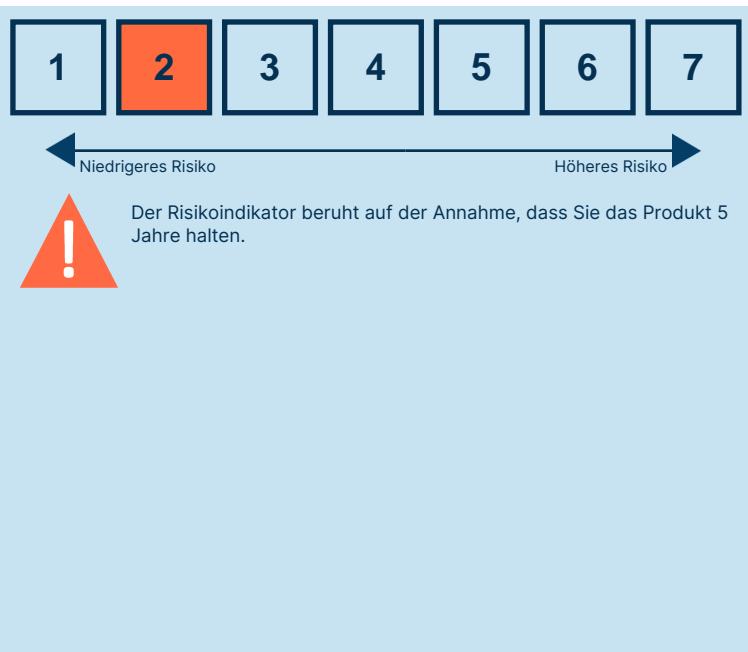 1 2 3 4 5 6 7
Niedrigeres Risiko Höheres Risiko
!
Der Risikoindikator beruht auf der Annahme, dass Sie das Produkt 5
Jahre halten.